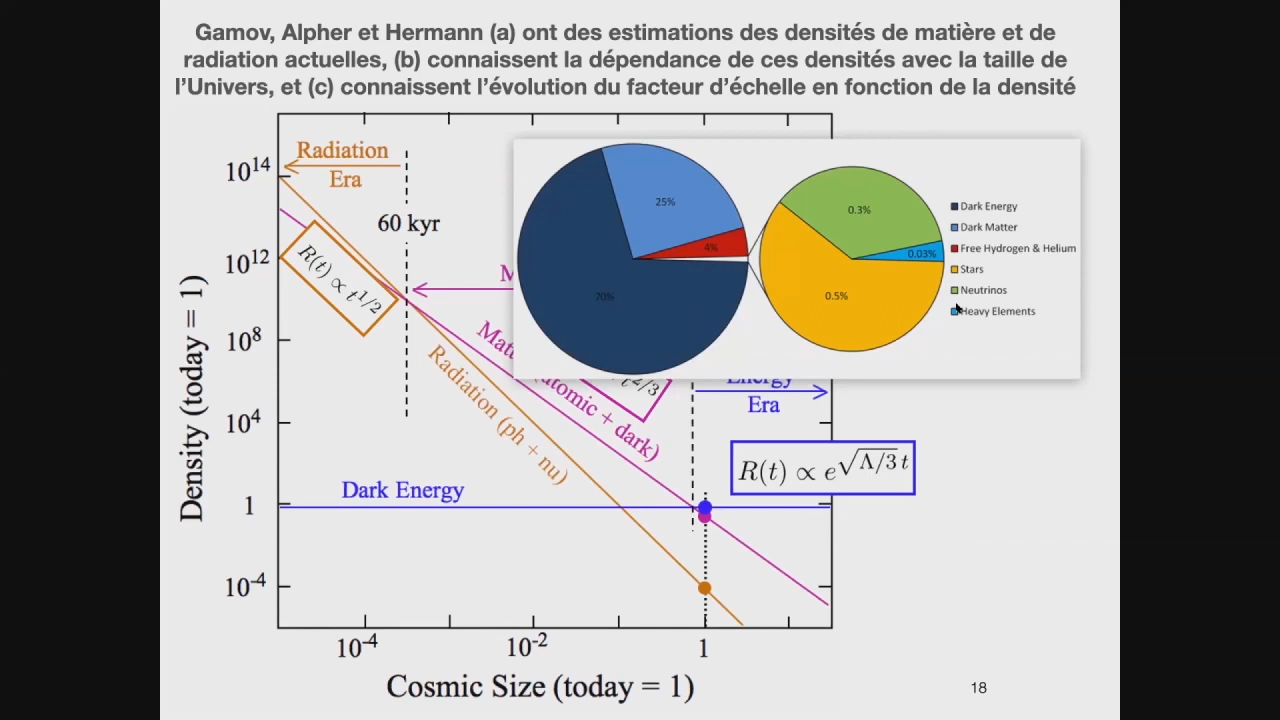 Gamov, Alpher et Hermann (a) ont des estimations des densités de matière et de
radiation actuelles, (b) connaissent la dépendance de ces densités avec la taille de
l’Univers, et (c) connaissent l’évolution du facteur d’échelle en fonction de la densité
Radiation
Era
60 kyr
R(t) ∝ t^{1/2}
M
25%
4%
70%
0.3%
0.03%
0.5%
Dark Energy
Dark Matter
Free Hydrogen & Helium
Stars
Neutrinos
Heavy Elements
(atomic + dark)
Radiation (ph + nu)
Energy
Era
R(t) ∝ e^{√Λ/3 t}
Dark Energy
Density (today = 1)
10^{14}
10^{12}
10^{8}
10^{4}
1
10^{-4}
10^{-4}
10^{-2}
1
Cosmic Size (today = 1)
18